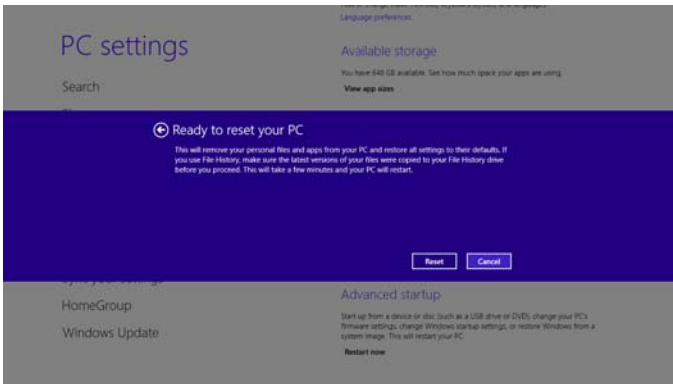 Language preferences
PC settings
Available storage
You have 648 GB available. See how much space your apps are using.
Search
View app sizes
Ready to reset your PC
This will remove your personal files and apps from your PC and restore all settings to their defaults. If
you use File History, make sure the latest versions of your files were copied to your File History drive
before you proceed. This will take a few minutes and your PC will restart.
Reset Cancel
Advanced startup
HomeGroup
Start up from a device or disc (such as a USB drive or DVD), change your PC's
firmware settings, change Windows startup settings, or restore Windows from a
system image. This will restart your PC.
Windows Update
Restart now